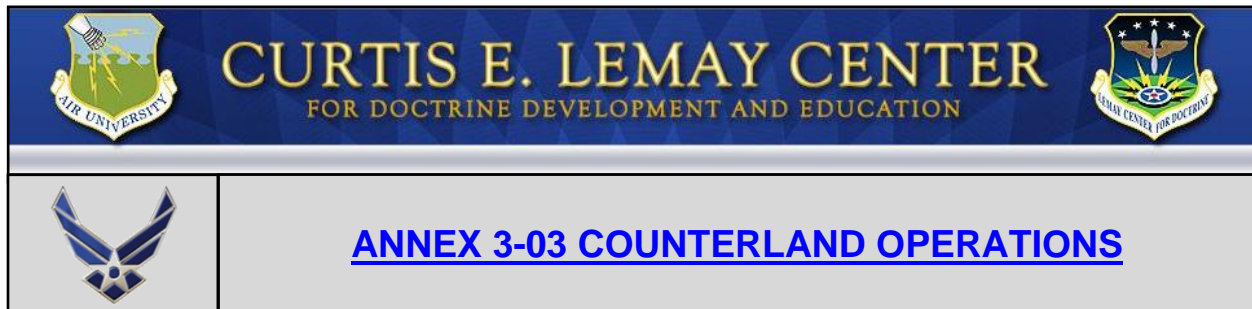 CURTIS E. LEMAY CENTER
FOR DOCTRINE DEVELOPMENT AND EDUCATION
AIR UNIVERSITY
LEMAY CENTER FOR DOCTRINE
ANNEX 3-03 COUNTERLAND OPERATIONS